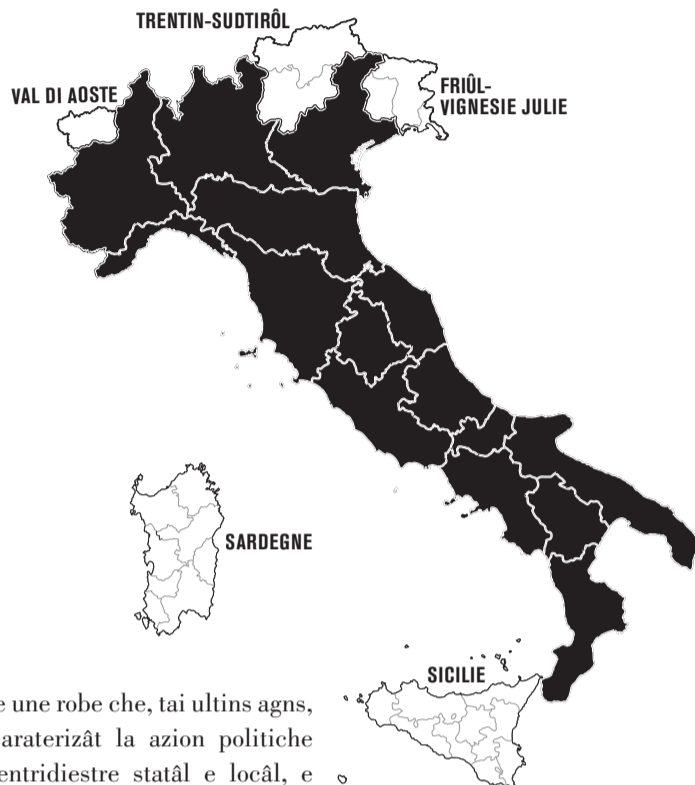 TRENTIN-SUDTIRÔL
VAL DI AOSTE
FRIÛL-
VIGNESIE JULIE
SARDEGNE
SICILIE
e une robe che, tai ultins agns,
araterizât la azion politiche
entridiestre statâl e locâl, e